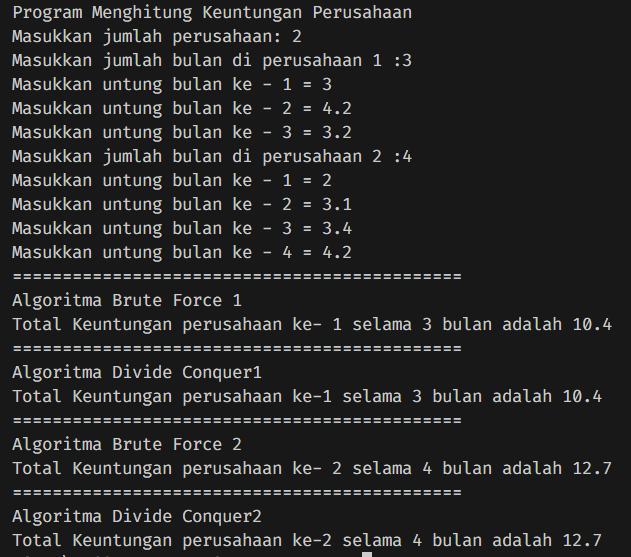 Program Menghitung Keuntungan Perusahaan
Masukkan jumlah perusahaan: 2
Masukkan jumlah bulan di perusahaan 1 :3
Masukkan untung bulan ke - 1 = 3
Masukkan untung bulan ke - 2 = 4.2
Masukkan untung bulan ke - 3 = 3.2
Masukkan jumlah bulan di perusahaan 2 :4
Masukkan untung bulan ke - 1 = 2
Masukkan untung bulan ke - 2 = 3.1
Masukkan untung bulan ke - 3 = 3.4
Masukkan untung bulan ke - 4 = 4.2
=============================================
Algoritma Brute Force 1
Total Keuntungan perusahaan ke- 1 selama 3 bulan adalah 10.4
=============================================
Algoritma Divide Conquer1
Total Keuntungan perusahaan ke-1 selama 3 bulan adalah 10.4
=============================================
Algoritma Brute Force 2
Total Keuntungan perusahaan ke- 2 selama 4 bulan adalah 12.7
=============================================
Algoritma Divide Conquer2
Total Keuntungan perusahaan ke-2 selama 4 bulan adalah 12.7